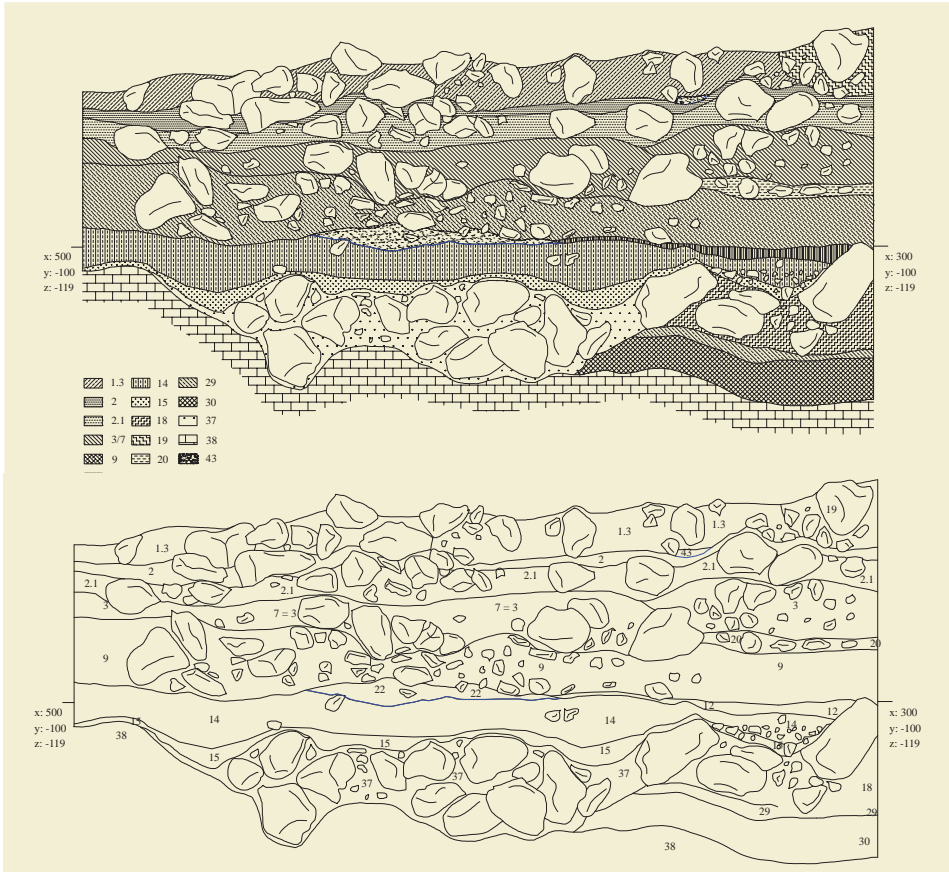 x: 500
y: -100
z: -119
x: 300
y: -100
z: -119
1.3 14 29
2 15 30
2.1 18 37
3/7 19 38
9 20 43
19
1.3 1.3
1.3
43
2
2
2.1 2.1
2.1
2.1 2.1
3 7 = 3 7 = 3 3
20 20
9 9 9
22 22
12 12
x: 500
y: -100
z: -119
x: 300
y: -100
z: -119
15 14 14 14
38 15 15
15
37 37 37
18
29 29
38 30